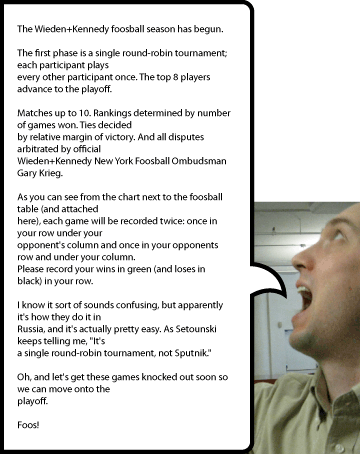 The Wieden+Kennedy foosball season has begun.
The first phase is a single round-robin tournament;
each participant plays
every other participant once. The top 8 players
advance to the playoff.
Matches up to 10. Rankings determined by number
of games won. Ties decided
by relative margin of victory. And all disputes
arbitrated by official
Wieden+Kennedy New York Foosball Ombudsman
Gary Krieg.
As you can see from the chart next to the foosball
table (and attached
here), each game will be recorded twice: once in
your row under your
opponent's column and once in your opponents
row and under your column.
Please record your wins in green (and loses in
black) in your row.
I know it sort of sounds confusing, but apparently
it's how they do it in
Russia, and it's actually pretty easy. As Setounski
keeps telling me, "It's
a single round-robin tournament, not Sputnik."
Oh, and let's get these games knocked out soon so
we can move onto the
playoff.
Foos!